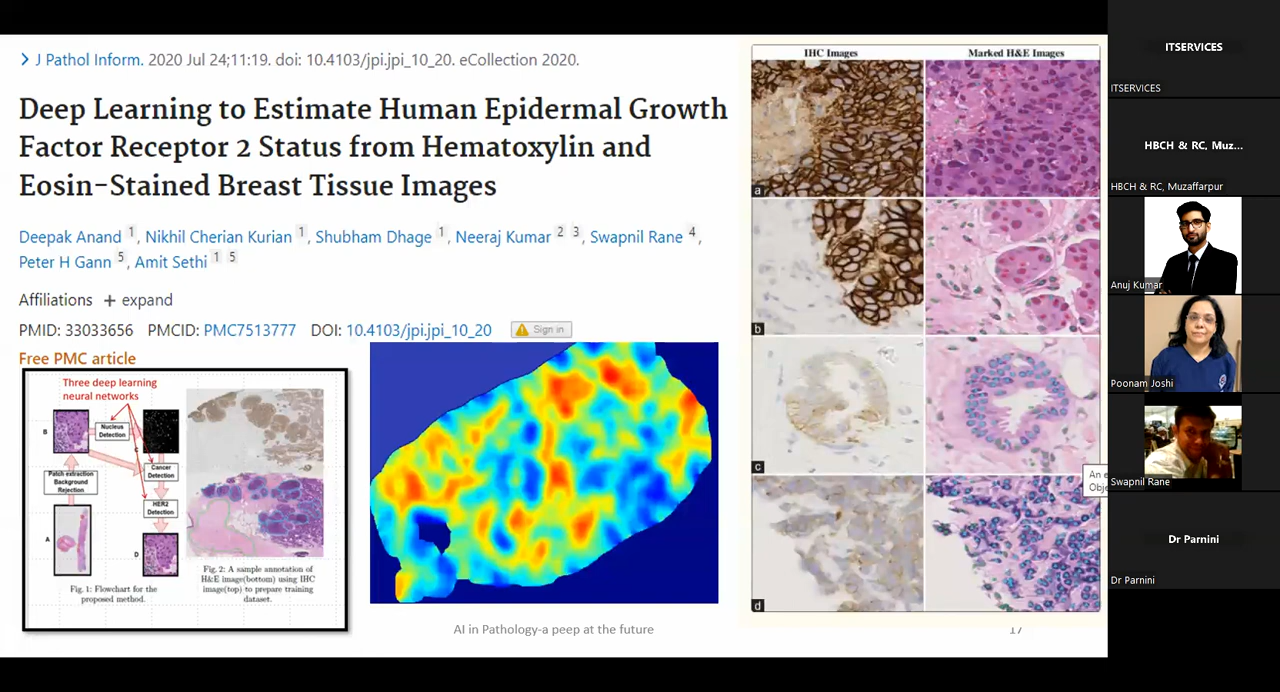 J Pathol Inform. 2020 Jul 24;11:19. doi: 10.4103/jpi.jpi_10_20. eCollection 2020.
Deep Learning to Estimate Human Epidermal Growth
Factor Receptor 2 Status from Hematoxylin and
Eosin-Stained Breast Tissue Images
Deepak Anand 1, Nikhil Cherian Kurian 1, Shubham Dhage 1, Neeraj Kumar 2 3, Swapnil Rane 4,
Peter H Gann 5, Amit Sethi 1 5
Affiliations + expand
PMID: 33033656 PMCID: PMC7513777 DOI: 10.4103/jpi.jpi_10_20 Sign in
Free PMC article
Three deep learning
neural networks
B
Nucleus
Detection
C
Patch extraction
Background
Rejection
Cancer
Detection
HER2
Detection
A
D
Fig. 1: Flowchart for the
proposed method.
Fig. 2: A sample annotation of
H&E image(bottom) using IHC
image(top) to prepare training
dataset.
IHC Images
Marked H&E Images
a
b
c
d
An e
Obje
AI in Pathology-a peep at the future
17
ITSERVICES
ITSERVICES
HBCH & RC, Muz...
HBCH & RC, Muzaffarpur
Anuj Kumar
Poonam Joshi
Swapnil Rane
Dr Parnini
Dr Parnini